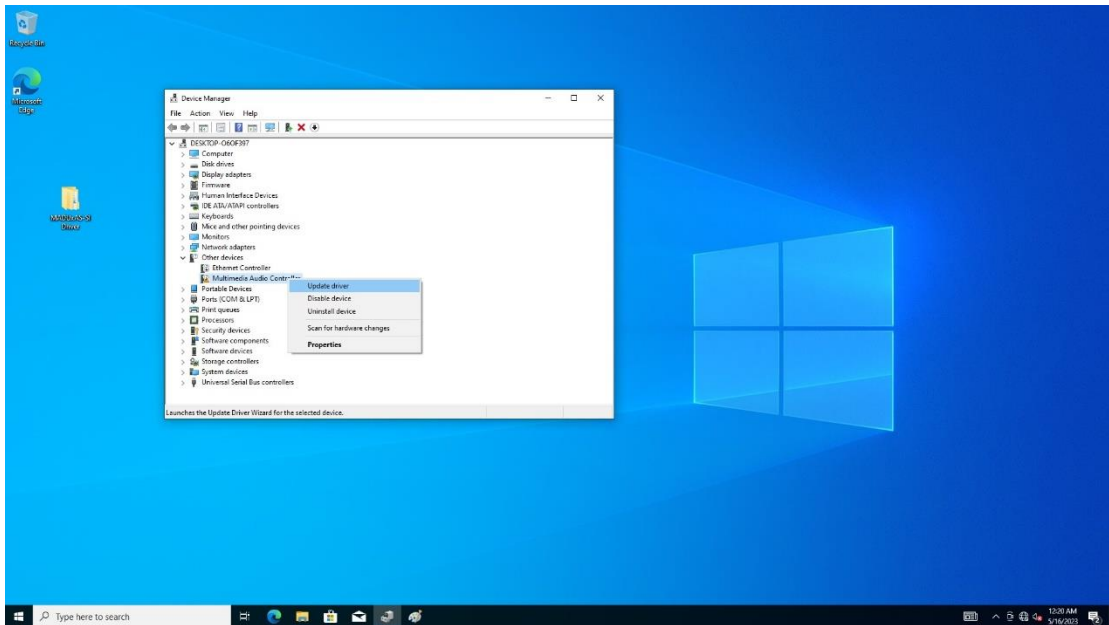 Recycle Bin
Microsoft
Edge
Driver
Device Manager
File Action View Help
DESKTOP-O6OF397
Computer
Disk drives
Display adapters
Firmware
Human Interface Devices
IDE ATA/ATAPI controllers
Keyboards
Mice and other pointing devices
Monitors
Network adapters
Other devices
Ethernet Controller
Multimedia Audio Controller
Portable Devices
Ports (COM & LPT)
Print queues
Processors
Security devices
Software components
Software devices
Storage controllers
System devices
Universal Serial Bus controllers
Update driver
Disable device
Uninstall device
Scan for hardware changes
Properties
Launches the Update Driver Wizard for the selected device.
Type here to search
12:20 AM
5/16/2023